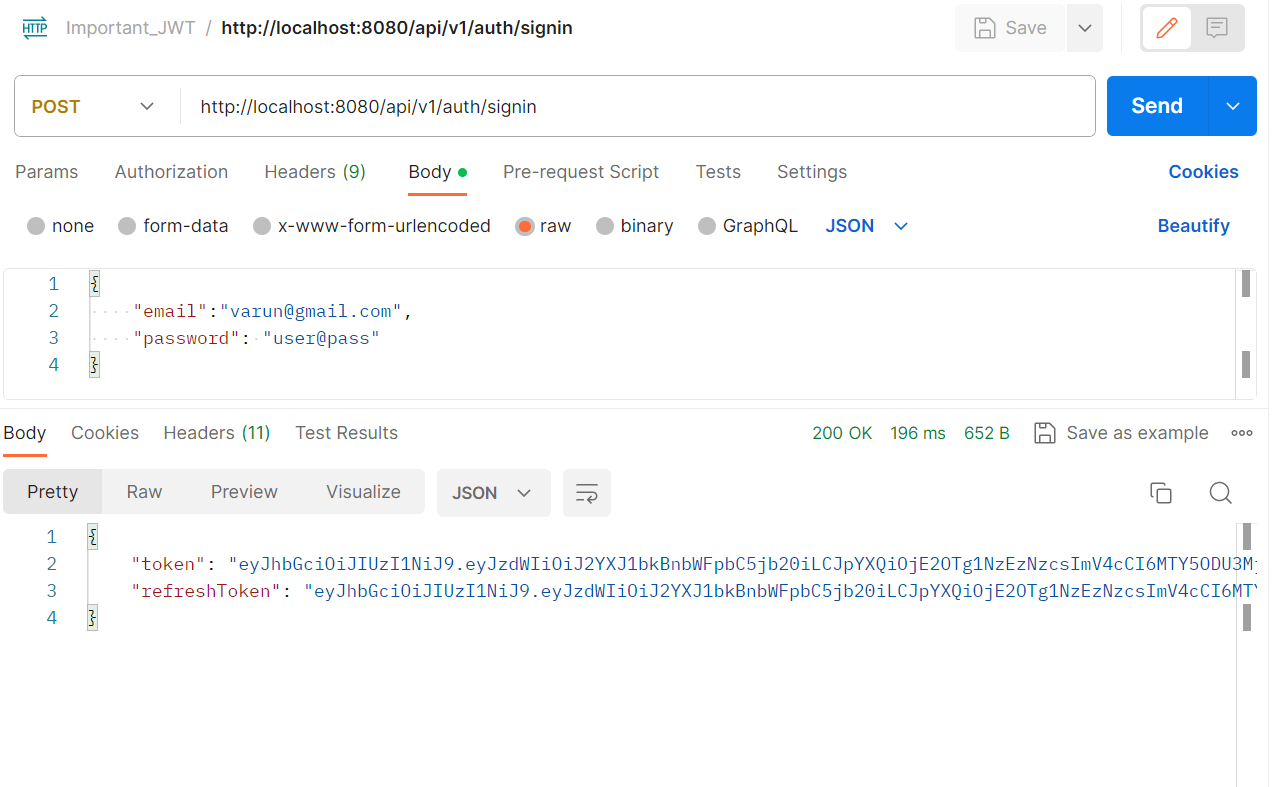 HTTP Important_JWT / http://localhost:8080/api/v1/auth/signin Save
POST http://localhost:8080/api/v1/auth/signin Send
Params Authorization Headers (9) Body Pre-request Script Tests Settings Cookies
none form-data x-www-form-urlencoded raw binary GraphQL JSON Beautify
1 {
2 "email":"varun@gmail.com",
3 "password": "user@pass"
4 }
Body Cookies Headers (11) Test Results 200 OK 196 ms 652 B Save as example
Pretty Raw Preview Visualize JSON
1 {
2 "token": "eyJhbGciOiJIUzI1NiJ9.eyJzdWIiOiJ2YXJ1bkBnbWFpbC5jb20iLCJpYXQiOjE2OTg1NzEzNzcsImV4cCI6MTY5ODU3Mj
3 "refreshToken": "eyJhbGciOiJIUzI1NiJ9.eyJzdWIiOiJ2YXJ1bkBnbWFpbC5jb20iLCJpYXQiOjE2OTg1NzEzNzcsImV4cCI6MTY
4 }